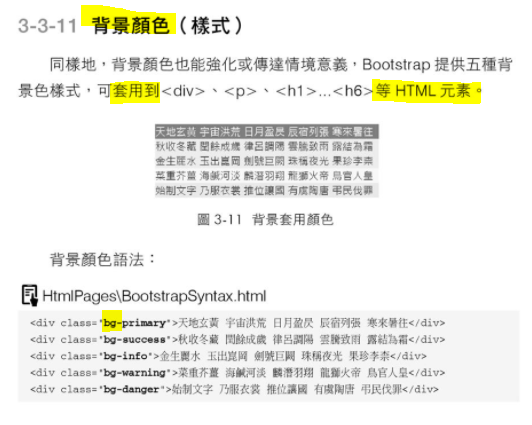 3-3-11 背景顏色（樣式）
同樣地，背景顏色也能強化或傳達情境意義，Bootstrap 提供五種背
景色樣式，可套用到<div>、<p>、<h1>...<h6>等 HTML 元素。
天地玄黃 宇宙洪荒 日月盈昃 辰宿列張 寒來暑往
秋收冬藏 閏餘成歲 律呂調陽 雲騰致雨 露結為霜
金生麗水 玉出崑岡 劍號巨闕 珠稱夜光 果珍李柰
菜重芥薑 海鹹河淡 鱗潛羽翔 龍獅火帝 鳥官人皇
始制文字 乃服衣裳 推位讓國 有虞陶唐 弔民伐罪
圖 3-11 背景套用顏色
背景顏色語法：
HtmlPages\BootstrapSyntax.html
<div class="bg-primary">天地玄黃 宇宙洪荒 日月盈昃 辰宿列張 寒來暑往</div>
<div class="bg-success">秋收冬藏 閏餘成歲 律呂調陽 雲騰致雨 露結為霜</div>
<div class="bg-info">金生麗水 玉出崑岡 劍號巨闕 珠稱夜光 果珍李柰</div>
<div class="bg-warning">菜重芥薑 海鹹河淡 鱗潛羽翔 龍獅火帝 鳥官人皇</div>
<div class="bg-danger">始制文字 乃服衣裳 推位讓國 有虞陶唐 弔民伐罪</div>